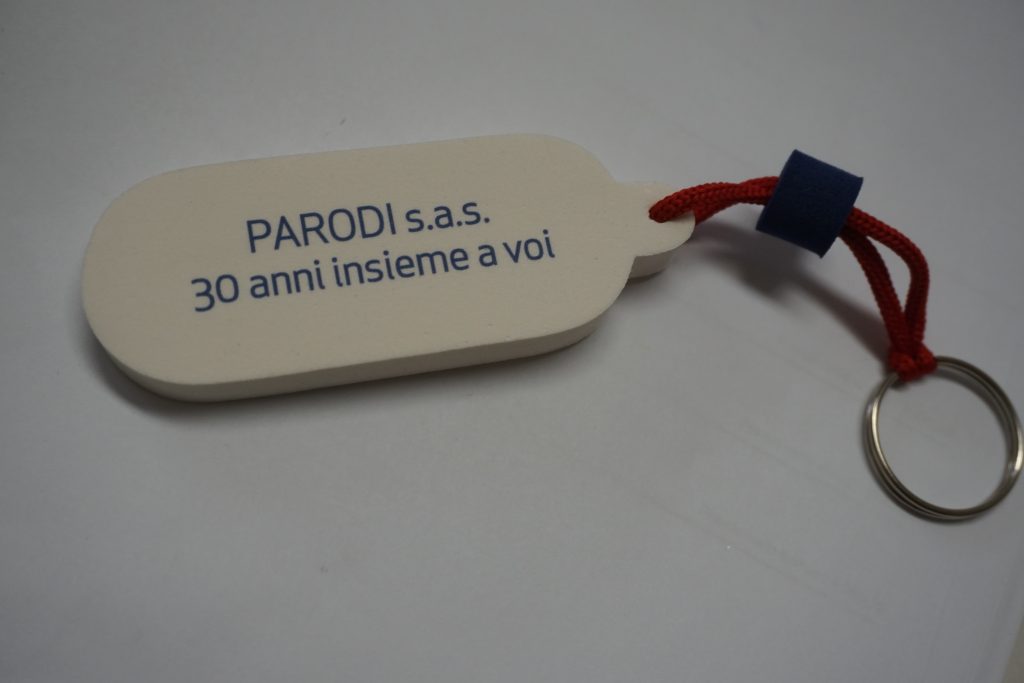 PARODI s.a.s.
30 anni insieme a voi